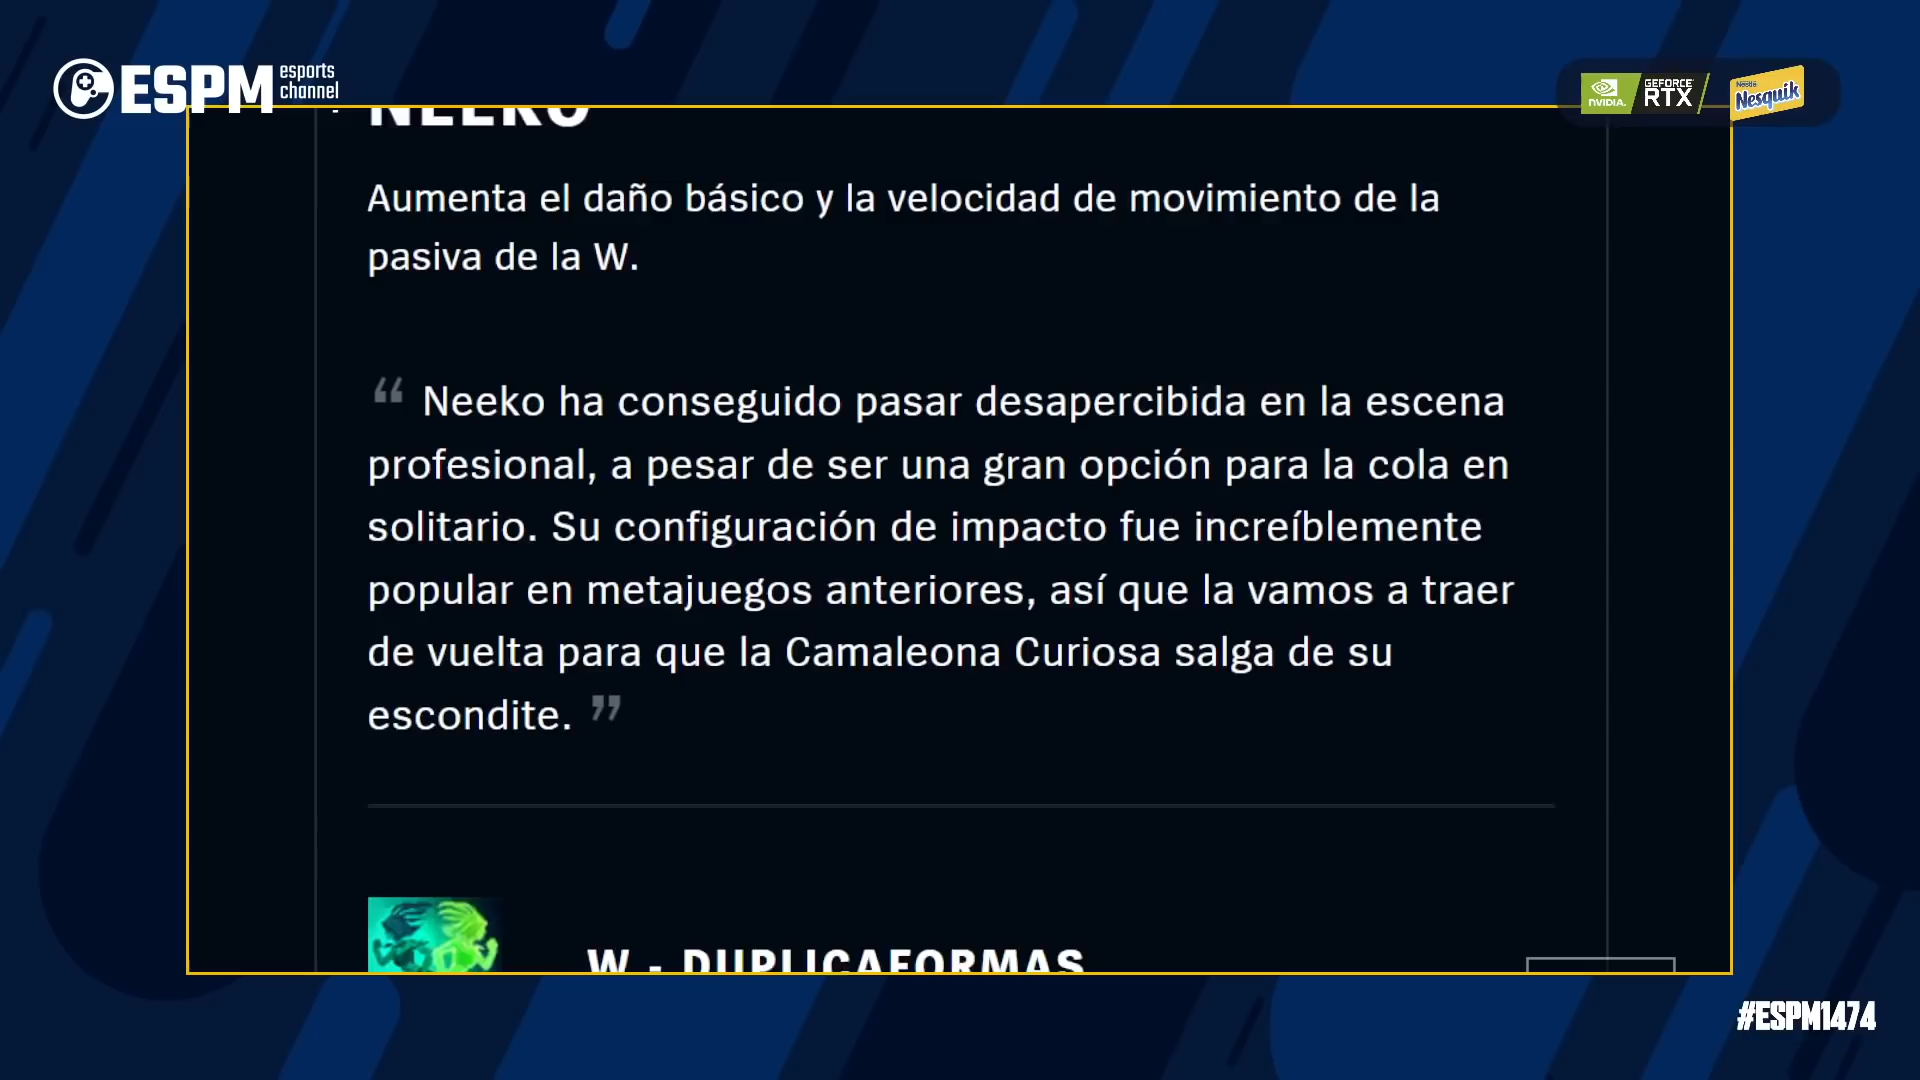 ESPM esports
channel
NVIDIA. GEFORCE
RTX
Nestlé
Nesquik
NEEKO
Aumenta el daño básico y la velocidad de movimiento de la
pasiva de la W.
“ Neeko ha conseguido pasar desapercibida en la escena
profesional, a pesar de ser una gran opción para la cola en
solitario. Su configuración de impacto fue increíblemente
popular en metajuegos anteriores, así que la vamos a traer
de vuelta para que la Camaleona Curiosa salga de su
escondite. ”
W - DUPLICAFORMAS
#ESPM1474